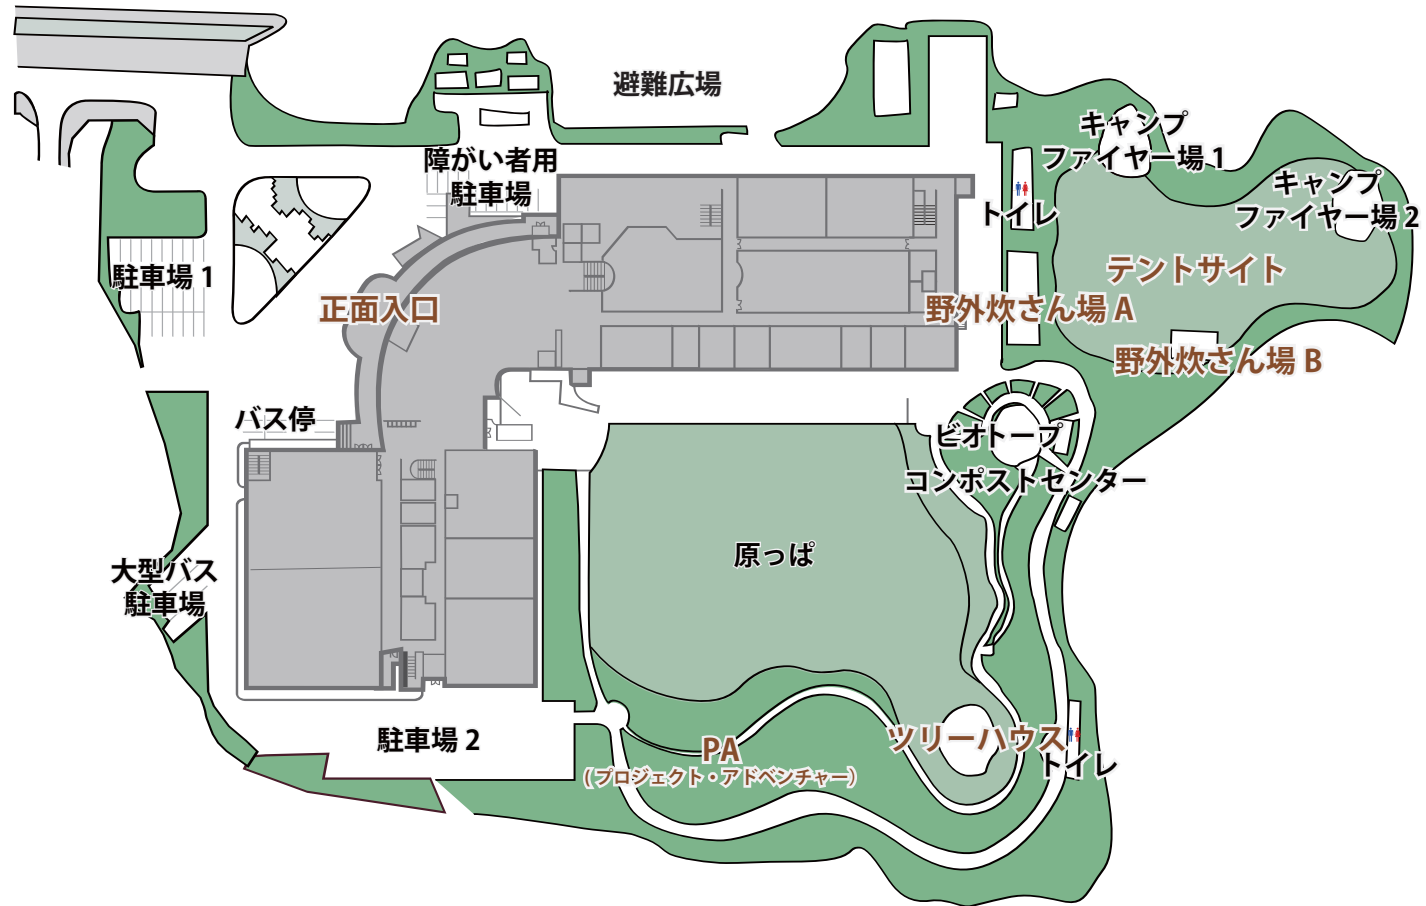 避難広場
キャンプ
ファイヤー場 1
障がい者用
駐車場
キャンプ
ファイヤー場 2
トイレ
駐車場 1
テントサイト
正面入口
野外炊さん場 A
野外炊さん場 B
バス停
ビオトープ
コンポストセンター
原っぱ
大型バス
駐車場
駐車場 2
PA
(プロジェクト・アドベンチャー)
ツリーハウス
トイレ